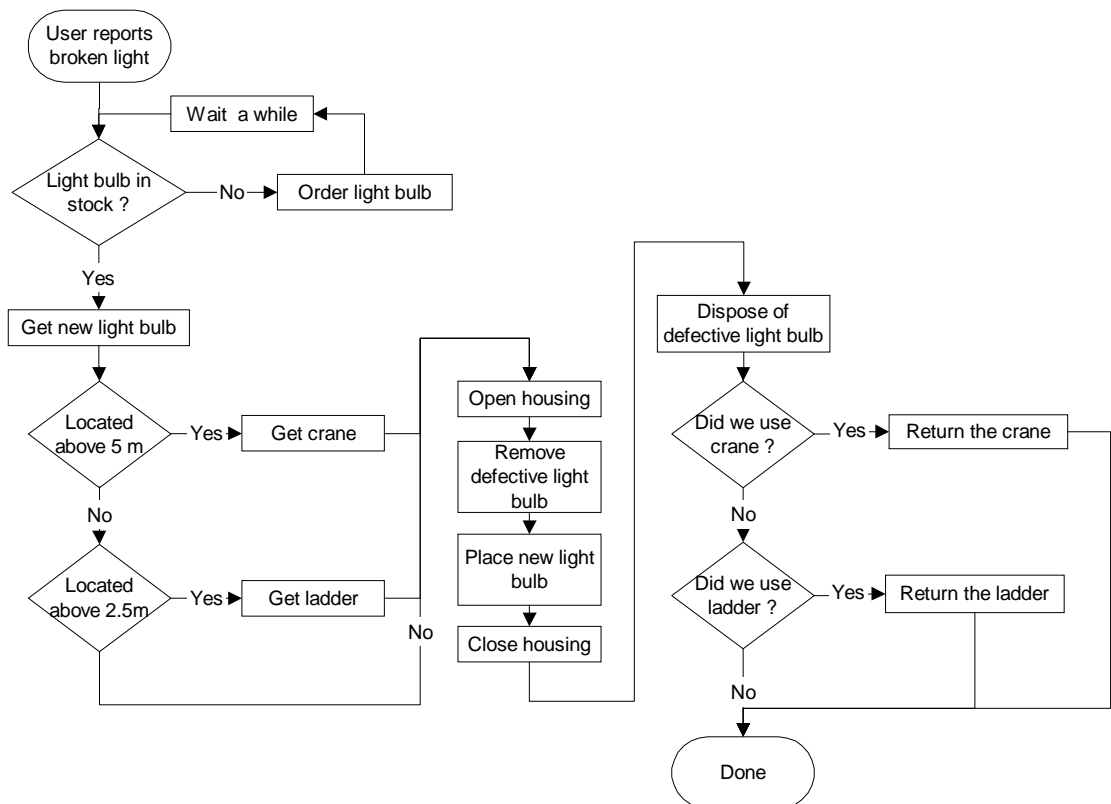 User reports
broken light
Wait a while
Light bulb in
stock ?
No
Order light bulb
Yes
Get new light bulb
Located
above 5 m
Yes
Get crane
No
Located
above 2.5m
Yes
Get ladder
No
Open housing
Remove
defective light
bulb
Place new light
bulb
Close housing
Dispose of
defective light bulb
Did we use
crane ?
Yes
Return the crane
No
Did we use
ladder ?
Yes
Return the ladder
No
Done